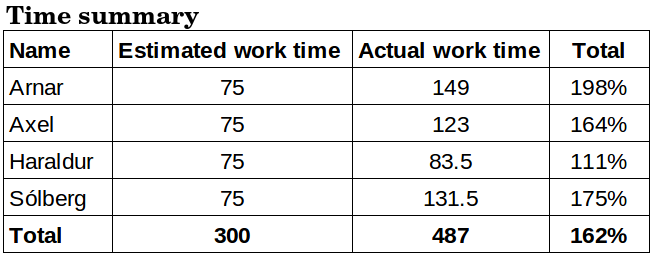 Time summary
Name Estimated work time Actual work time Total
Arnar 75 149 198%
Axel 75 123 164%
Haraldur 75 83.5 111%
Sólberg 75 131.5 175%
Total 300 487 162%